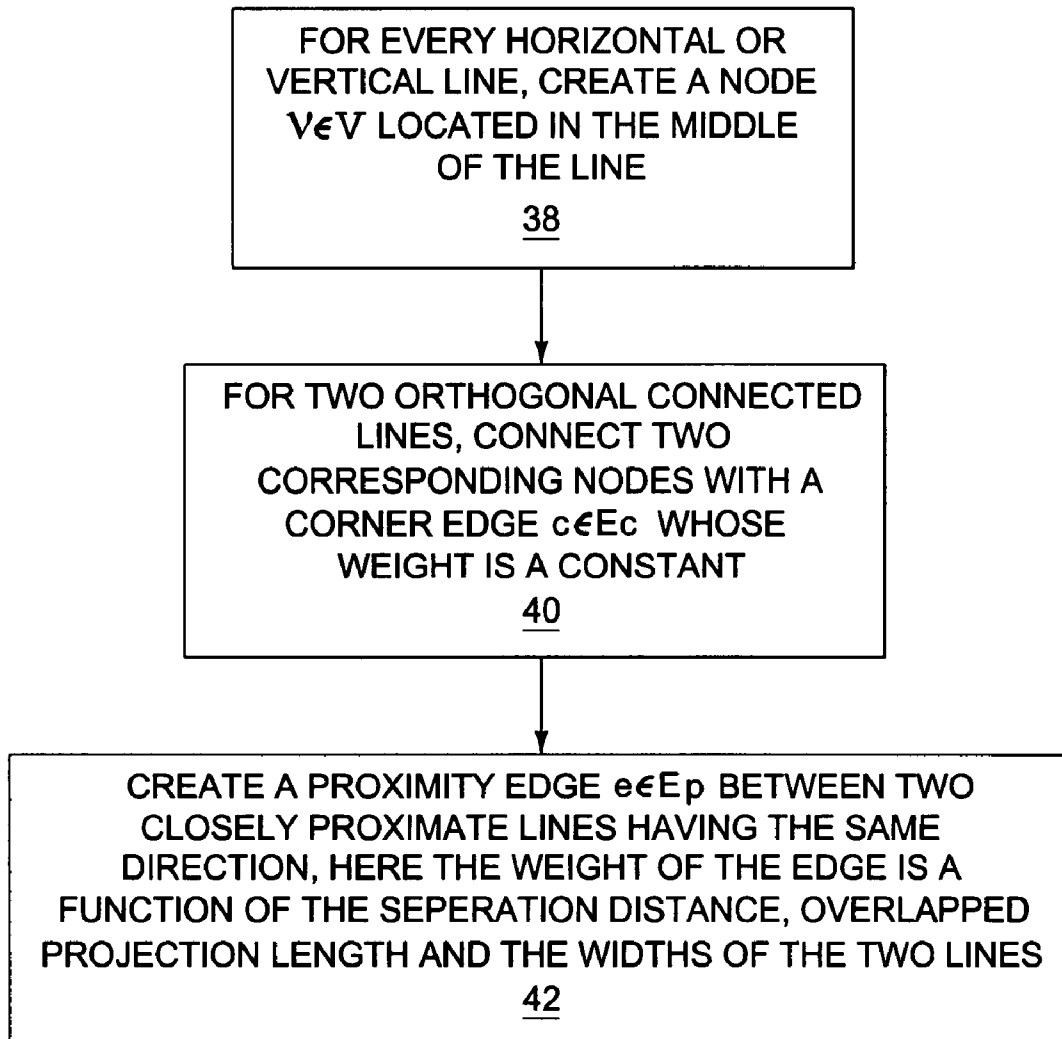 FOR EVERY HORIZONTAL OR
VERTICAL LINE, CREATE A NODE
VϵV LOCATED IN THE MIDDLE
OF THE LINE
38
FOR TWO ORTHOGONAL CONNECTED
LINES, CONNECT TWO
CORRESPONDING NODES WITH A
CORNER EDGE cϵEc WHOSE
WEIGHT IS A CONSTANT
40
CREATE A PROXIMITY EDGE eϵEp BETWEEN TWO
CLOSELY PROXIMATE LINES HAVING THE SAME
DIRECTION, HERE THE WEIGHT OF THE EDGE IS A
FUNCTION OF THE SEPERATION DISTANCE, OVERLAPPED
PROJECTION LENGTH AND THE WIDTHS OF THE TWO LINES
42